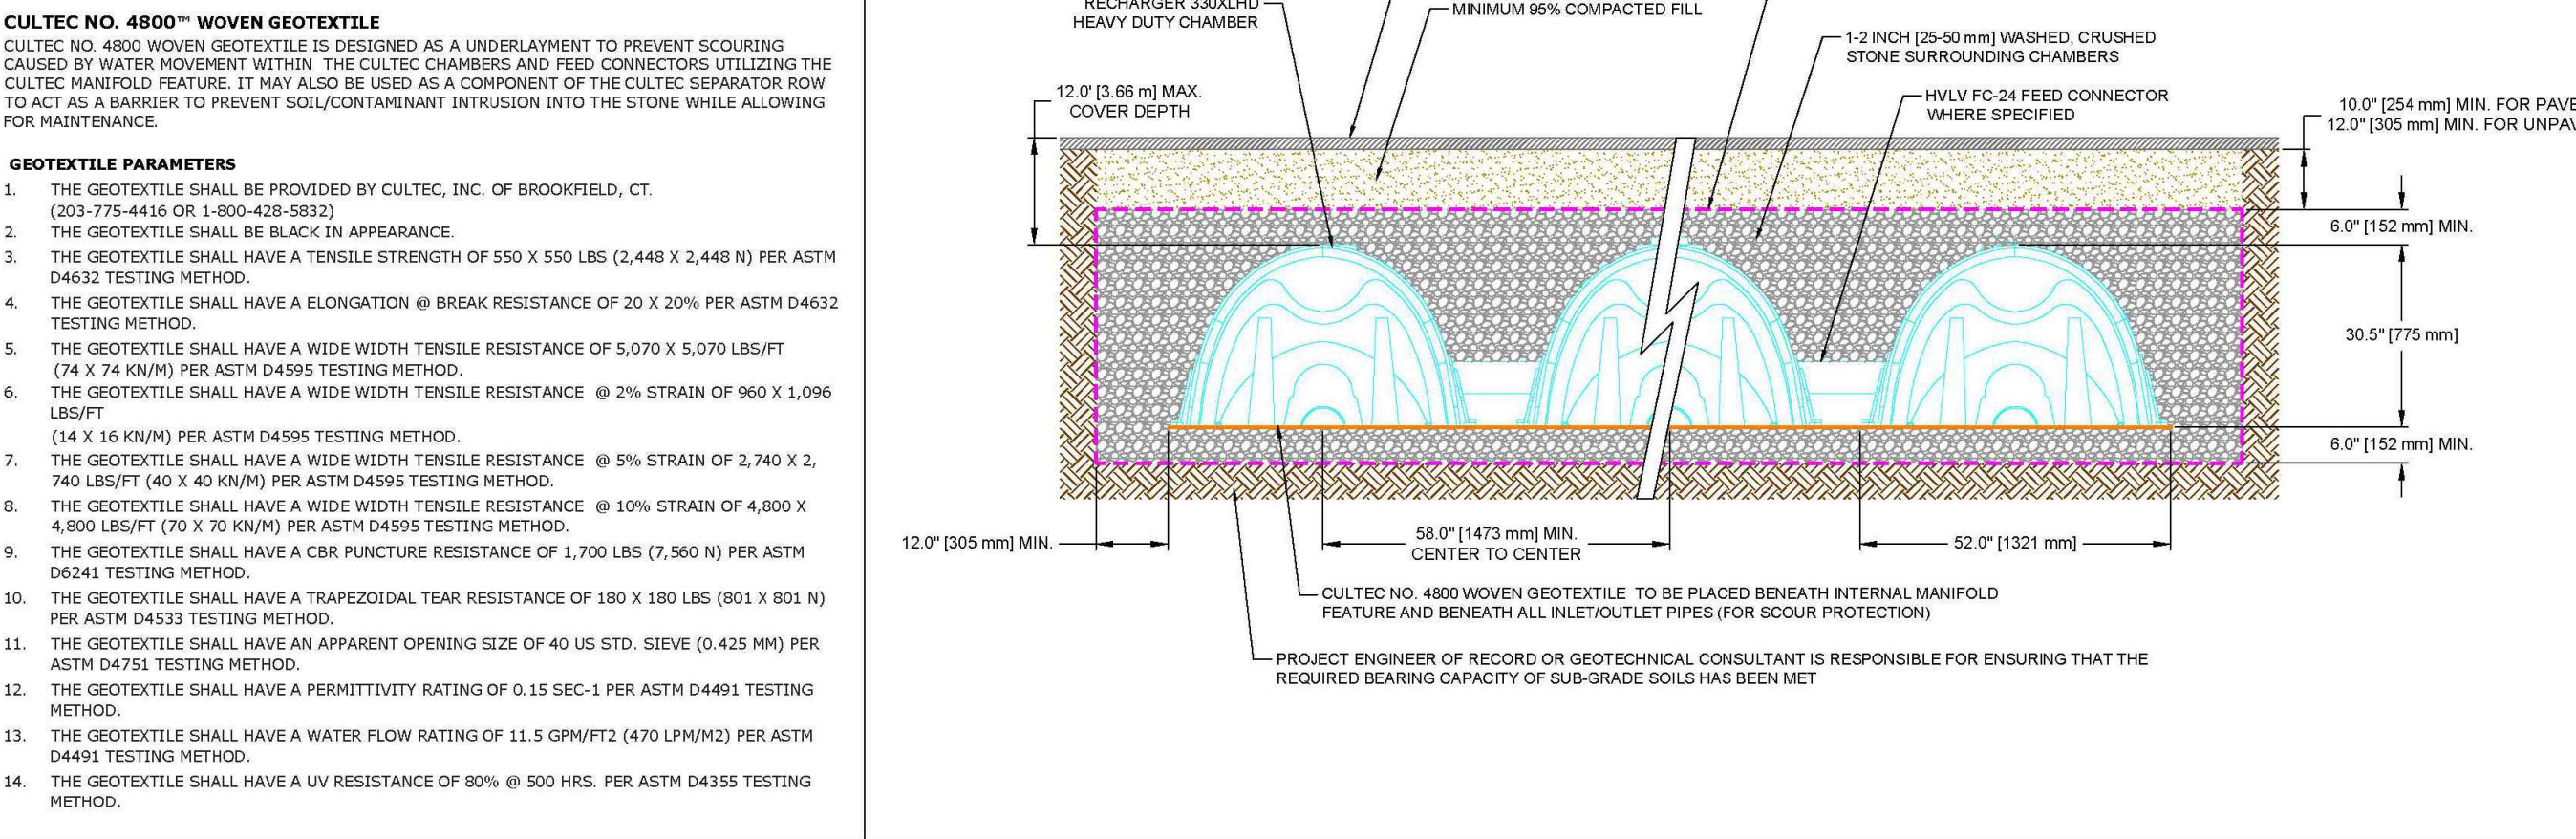 CULTEC NO. 4800™ WOVEN GEOTEXTILE
CULTEC NO. 4800 WOVEN GEOTEXTILE IS DESIGNED AS A UNDERLAYMENT TO PREVENT SCOURING
CAUSED BY WATER MOVEMENT WITHIN THE CULTEC CHAMBERS AND FEED CONNECTORS UTILIZING THE
CULTEC MANIFOLD FEATURE. IT MAY ALSO BE USED AS A COMPONENT OF THE CULTEC SEPARATOR ROW
TO ACT AS A BARRIER TO PREVENT SOIL/CONTAMINANT INTRUSION INTO THE STONE WHILE ALLOWING
FOR MAINTENANCE.
GEOTEXTILE PARAMETERS
1. THE GEOTEXTILE SHALL BE PROVIDED BY CULTEC, INC. OF BROOKFIELD, CT.
(203-775-4416 OR 1-800-428-5832)
2. THE GEOTEXTILE SHALL BE BLACK IN APPEARANCE.
3. THE GEOTEXTILE SHALL HAVE A TENSILE STRENGTH OF 550 X 550 LBS (2,448 X 2,448 N) PER ASTM
D4632 TESTING METHOD.
4. THE GEOTEXTILE SHALL HAVE A ELONGATION @ BREAK RESISTANCE OF 20 X 20% PER ASTM D4632
TESTING METHOD.
5. THE GEOTEXTILE SHALL HAVE A WIDE WIDTH TENSILE RESISTANCE OF 5,070 X 5,070 LBS/FT
(74 X 74 KN/M) PER ASTM D4595 TESTING METHOD.
6. THE GEOTEXTILE SHALL HAVE A WIDE WIDTH TENSILE RESISTANCE @ 2% STRAIN OF 960 X 1,096
LBS/FT
(14 X 16 KN/M) PER ASTM D4595 TESTING METHOD.
7. THE GEOTEXTILE SHALL HAVE A WIDE WIDTH TENSILE RESISTANCE @ 5% STRAIN OF 2,740 X 2,
740 LBS/FT (40 X 40 KN/M) PER ASTM D4595 TESTING METHOD.
8. THE GEOTEXTILE SHALL HAVE A WIDE WIDTH TENSILE RESISTANCE @ 10% STRAIN OF 4,800 X
4,800 LBS/FT (70 X 70 KN/M) PER ASTM D4595 TESTING METHOD.
9. THE GEOTEXTILE SHALL HAVE A CBR PUNCTURE RESISTANCE OF 1,700 LBS (7,560 N) PER ASTM
D6241 TESTING METHOD.
10. THE GEOTEXTILE SHALL HAVE A TRAPEZOIDAL TEAR RESISTANCE OF 180 X 180 LBS (801 X 801 N)
PER ASTM D4533 TESTING METHOD.
11. THE GEOTEXTILE SHALL HAVE AN APPARENT OPENING SIZE OF 40 US STD. SIEVE (0.425 MM) PER
ASTM D4751 TESTING METHOD.
12. THE GEOTEXTILE SHALL HAVE A PERMITTIVITY RATING OF 0.15 SEC-1 PER ASTM D4491 TESTING
METHOD.
13. THE GEOTEXTILE SHALL HAVE A WATER FLOW RATING OF 11.5 GPM/FT2 (470 LPM/M2) PER ASTM
D4491 TESTING METHOD.
14. THE GEOTEXTILE SHALL HAVE A UV RESISTANCE OF 80% @ 500 HRS. PER ASTM D4355 TESTING
METHOD.
RECHARGER 330XLHD
HEAVY DUTY CHAMBER
MINIMUM 95% COMPACTED FILL
1-2 INCH [25-50 mm] WASHED, CRUSHED
STONE SURROUNDING CHAMBERS
12.0' [3.66 m] MAX.
COVER DEPTH
HVLV FC-24 FEED CONNECTOR
WHERE SPECIFIED
10.0" [254 mm] MIN. FOR PAVE
12.0" [305 mm] MIN. FOR UNPAV
6.0" [152 mm] MIN.
30.5" [775 mm]
6.0" [152 mm] MIN.
12.0" [305 mm] MIN.
58.0" [1473 mm] MIN.
CENTER TO CENTER
52.0" [1321 mm]
CULTEC NO. 4800 WOVEN GEOTEXTILE TO BE PLACED BENEATH INTERNAL MANIFOLD
FEATURE AND BENEATH ALL INLET/OUTLET PIPES (FOR SCOUR PROTECTION)
PROJECT ENGINEER OF RECORD OR GEOTECHNICAL CONSULTANT IS RESPONSIBLE FOR ENSURING THAT THE
REQUIRED BEARING CAPACITY OF SUB-GRADE SOILS HAS BEEN MET